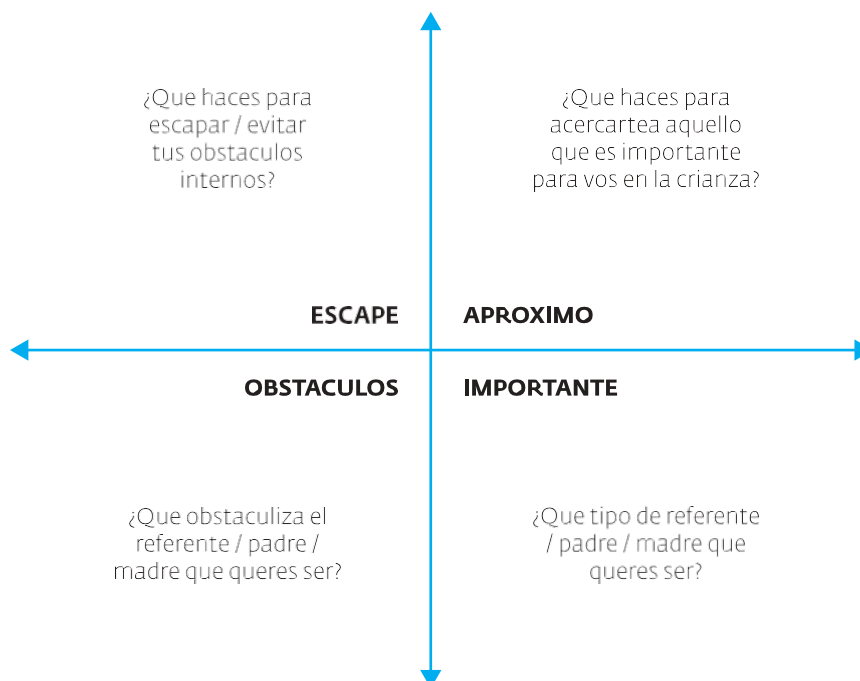 ¿Que haces para
escapar / evitar
tus obstaculos
internos?
¿Que haces para
acercartea aquello
que es importante
para vos en la crianza?
ESCAPE
APROXIMO
OBSTACULOS
IMPORTANTE
¿Que obstaculiza el
referente / padre /
madre que queres ser?
¿Que tipo de referente
/ padre / madre que
queres ser?